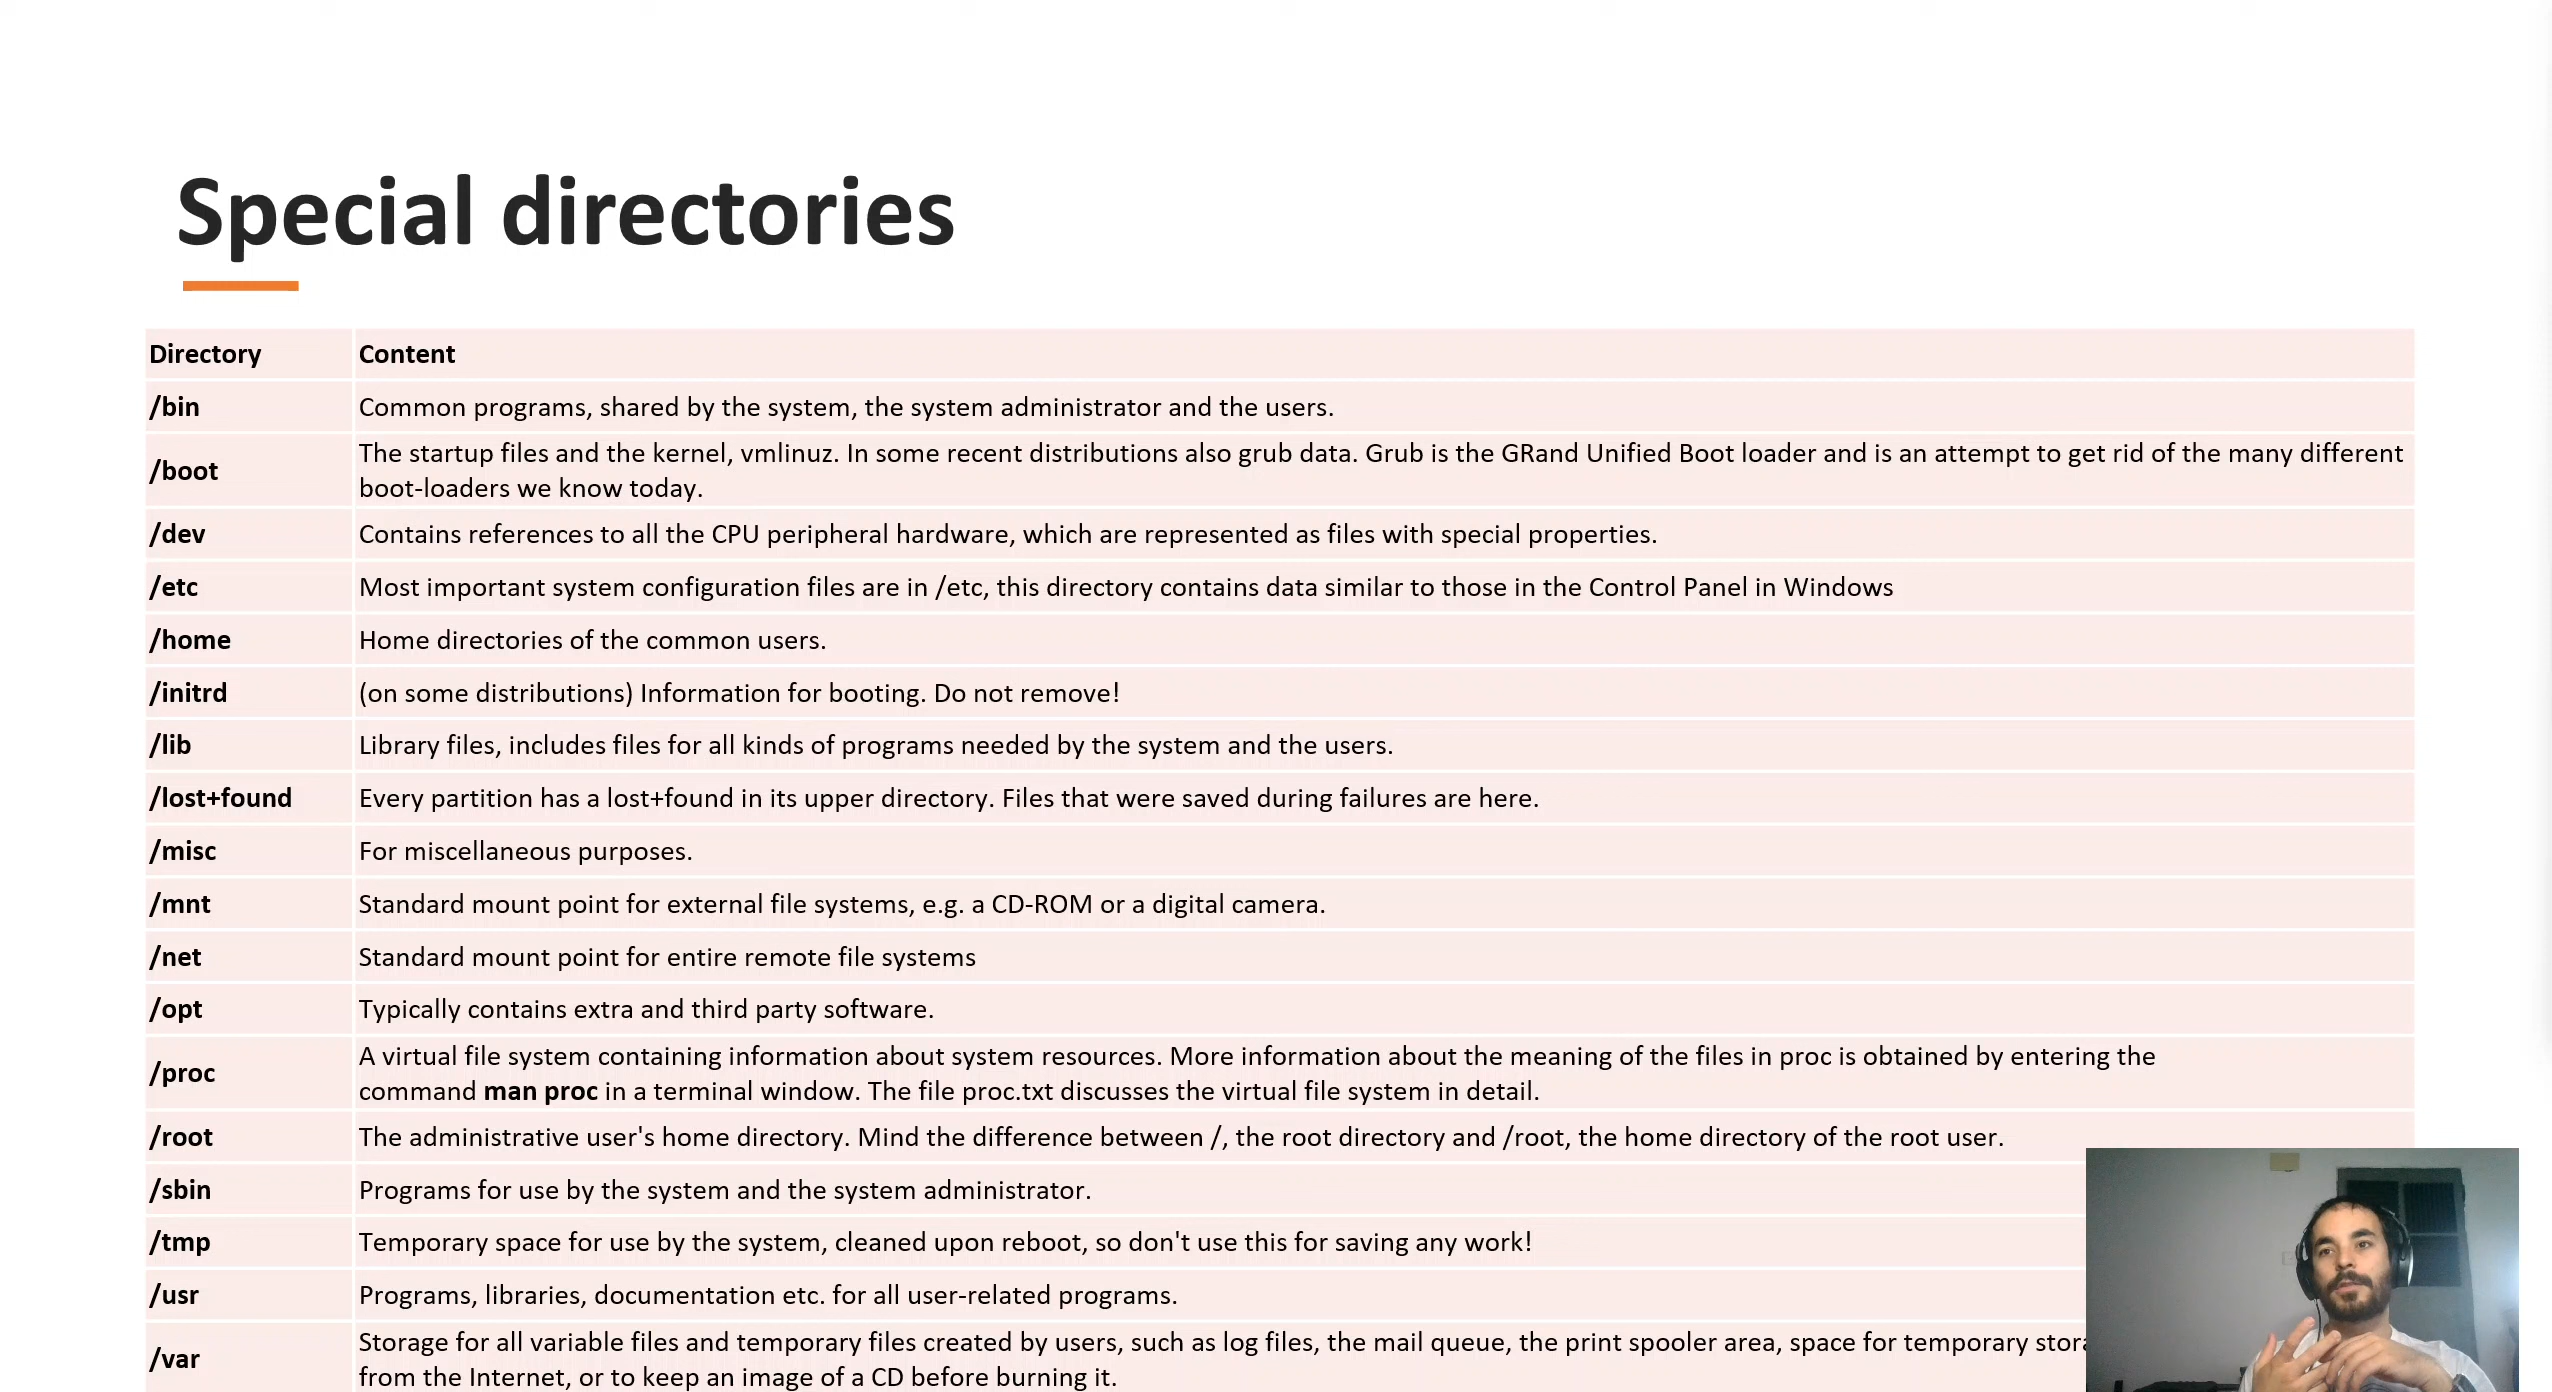 Special directories
Directory Content
/bin Common programs, shared by the system, the system administrator and the users.
/boot The startup files and the kernel, vmlinuz. In some recent distributions also grub data. Grub is the GRand Unified Boot loader and is an attempt to get rid of the many different
boot-loaders we know today.
/dev Contains references to all the CPU peripheral hardware, which are represented as files with special properties.
/etc Most important system configuration files are in /etc, this directory contains data similar to those in the Control Panel in Windows
/home Home directories of the common users.
/initrd (on some distributions) Information for booting. Do not remove!
/lib Library files, includes files for all kinds of programs needed by the system and the users.
/lost+found Every partition has a lost+found in its upper directory. Files that were saved during failures are here.
/misc For miscellaneous purposes.
/mnt Standard mount point for external file systems, e.g. a CD-ROM or a digital camera.
/net Standard mount point for entire remote file systems
/opt Typically contains extra and third party software.
/proc A virtual file system containing information about system resources. More information about the meaning of the files in proc is obtained by entering the
command man proc in a terminal window. The file proc.txt discusses the virtual file system in detail.
/root The administrative user's home directory. Mind the difference between /, the root directory and /root, the home directory of the root user.
/sbin Programs for use by the system and the system administrator.
/tmp Temporary space for use by the system, cleaned upon reboot, so don't use this for saving any work!
/usr Programs, libraries, documentation etc. for all user-related programs.
/var Storage for all variable files and temporary files created by users, such as log files, the mail queue, the print spooler area, space for temporary
from the Internet, or to keep an image of a CD before burning it.